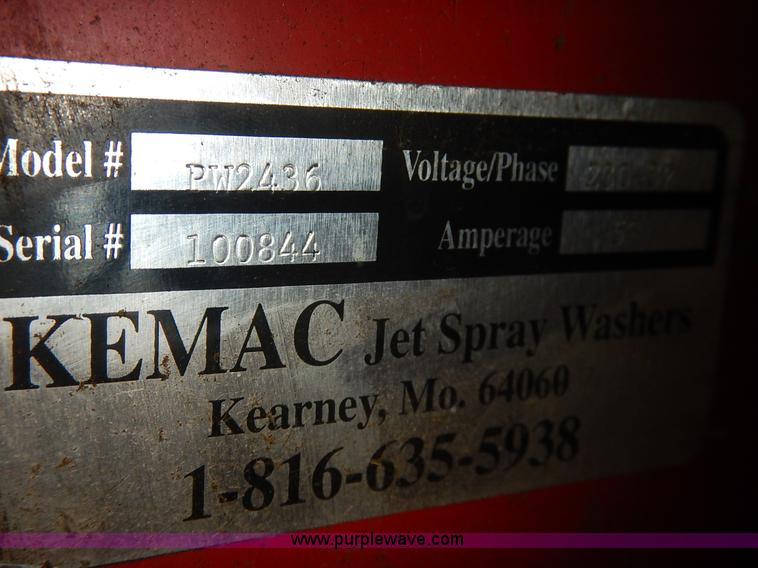 Model # PW2436 Voltage/Phase
Serial # 100844 Amperage
KEMAC Jet Spray Washers
Kearney, Mo. 64060
1-816-635-5938
www.purplewave.com